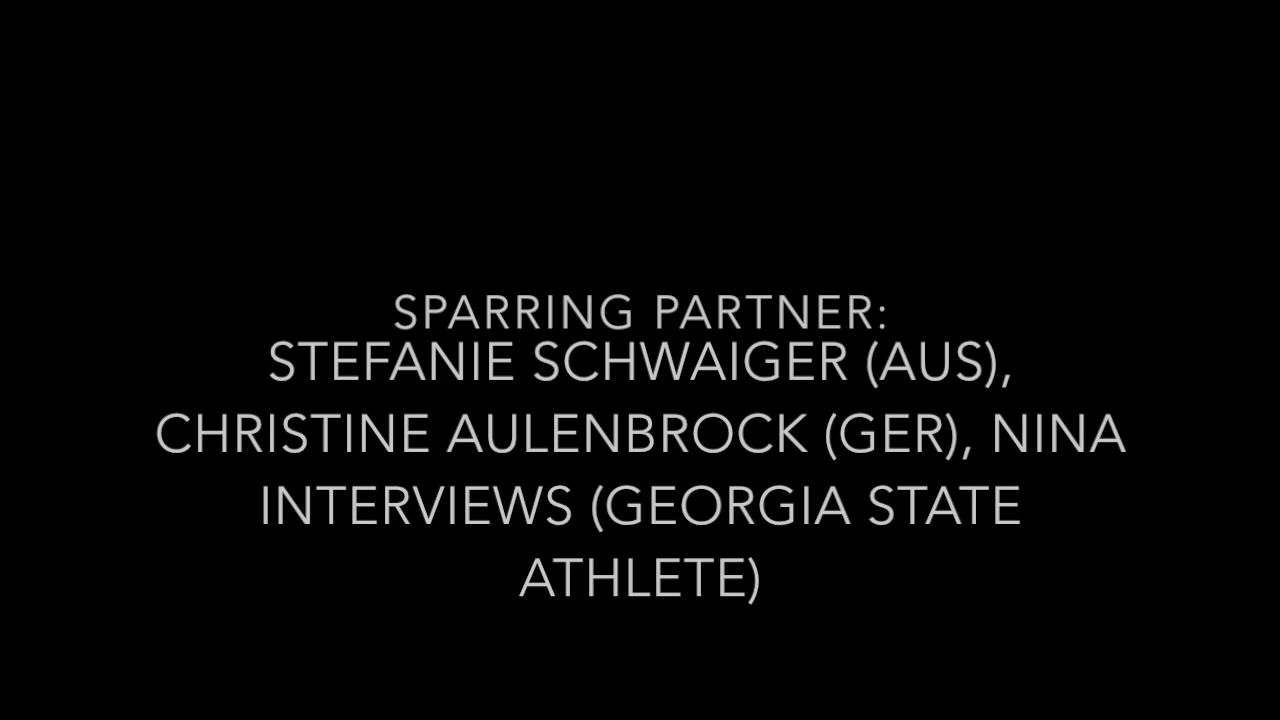 SPARRING PARTNER:
STEFANIE SCHWAIGER (AUS),
CHRISTINE AULENBROCK (GER), NINA
INTERVIEWS (GEORGIA STATE
ATHLETE)